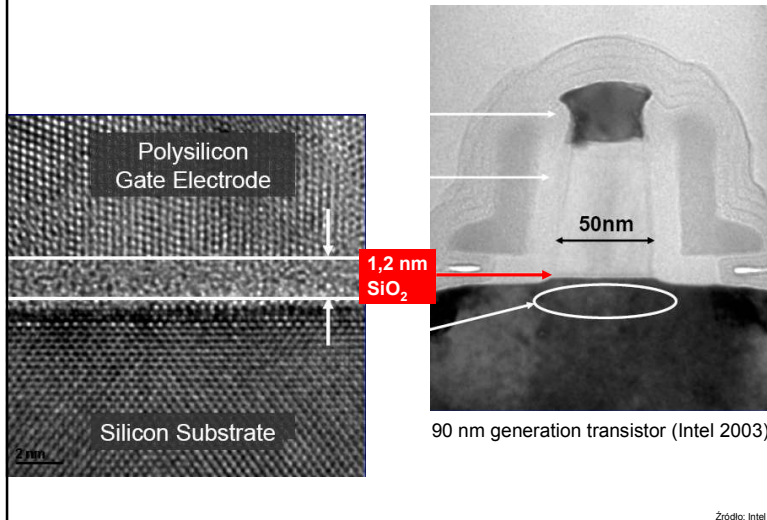 Polysilicon
Gate Electrode
50nm
1,2 nm
SiO₂
Silicon Substrate
2 nm
90 nm generation transistor (Intel 2003)
Źródło: Intel